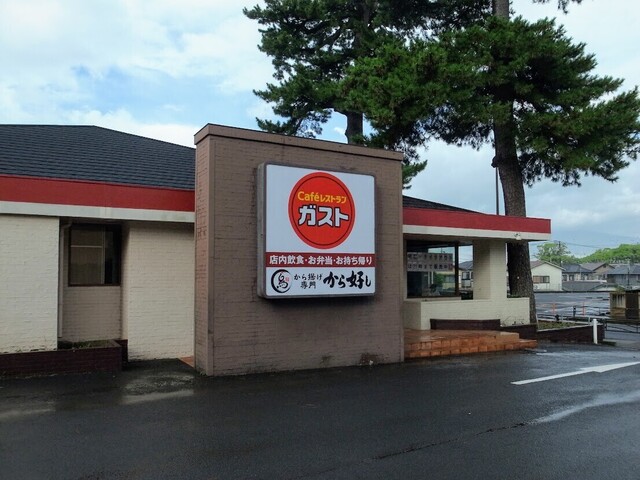 Caféレストラン
ガスト
店内飲食・お弁当・お持ち帰り
鳥
から揚げ
専門
から好し